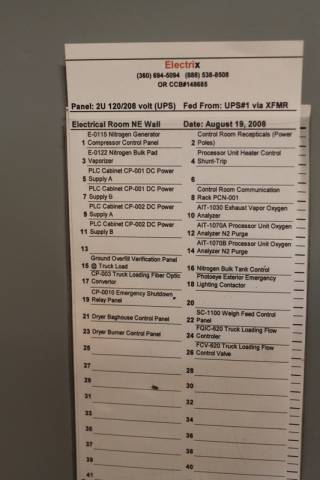 Electrix
(360) 694-5094 (888) 538-8508
OR CCB#148685
Panel: 2U 120/208 volt (UPS) Fed From: UPS#1 via XFMR
Electrical Room NE Wall Date: August 19, 2008
E-0115 Nitrogen Generator
1 Compressor Control Panel
Control Room Recepticals (Power
2 Poles)
E-0122 Nitrogen Bulk Pad
3 Vaporizer
Processor Unit Heater Control
4 Shunt-Trip
PLC Cabinet CP-001 DC Power
5 Supply A
6
PLC Cabinet CP-001 DC Power
7 Supply B
Control Room Communication
8 Rack PCN-001
PLC Cabinet CP-002 DC Power
9 Supply A
AIT-1030 Exhaust Vapor Oxygen
10 Analyzer
PLC Cabinet CP-002 DC Power
11 Supply B
AIT-1070A Processor Unit Oxygen
12 Analyzer N2 Purge
13
AIT-1070B Processor Unit Oxygen
14 Analyzer N2 Purge
Ground Overfill Verification Panel
15 @ Truck Load
16 Nitrogen Bulk Tank Control
CP-003 Truck Loading Fiber Optic
17 Convertor
Photoeye Exterior Emergency
18 Lighting Contactor
CP-0010 Emergency Shutdown
19 Relay Panel
20
21 Dryer Baghouse Control Panel
SC-1100 Weigh Feed Control
22 Panel
23 Dryer Burner Control Panel
FQIC-620 Truck Loading Flow
24 Controler
25
FCV-620 Truck Loading Flow
26 Control Valve
27
28
29
30
31
32
33
34
35
36
37
38
39
40
41